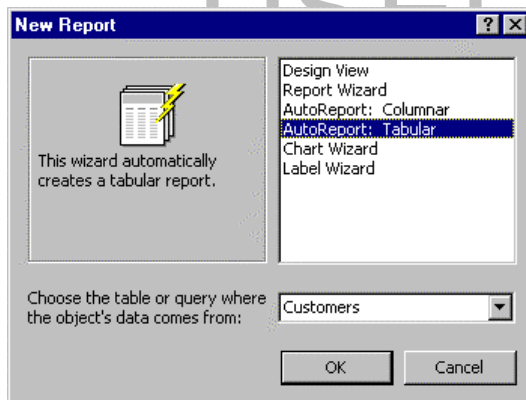 New Report
Design View
Report Wizard
AutoReport: Columnar
AutoReport: Tabular
Chart Wizard
Label Wizard
This wizard automatically
creates a tabular report.
Choose the table or query where
the object's data comes from:
Customers
OK
Cancel